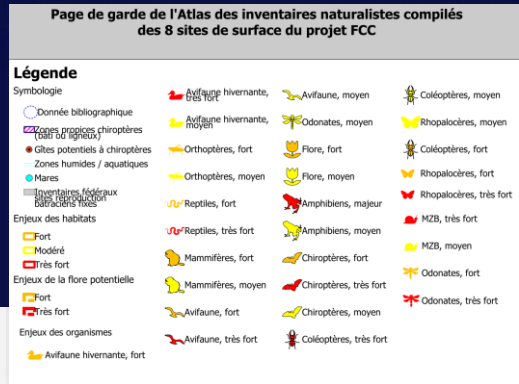 Page de garde de l'Atlas des inventaires naturalistes compilés
des 8 sites de surface du projet FCC
Légende
Symbologie
Donnée bibliographique
Zones propices chiroptères
(bati ou ligneux)
Gîtes potentiels à chiroptères
Zones humides / aquatiques
Mares
Inventaires fédéraux
sites reproduction
batraciens fixes
Enjeux des habitats
Fort
Modéré
Très fort
Enjeux de la flore potentielle
Fort
Très fort
Enjeux des organismes
Avifaune hivernante, fort
Avifaune hivernante,
très fort
Avifaune hivernante,
moyen
Orthoptères, fort
Orthoptères, moyen
Reptiles, fort
Reptiles, très fort
Mammifères, fort
Mammifères, moyen
Avifaune, fort
Avifaune, très fort
Avifaune, moyen
Odonates, moyen
Flore, fort
Flore, moyen
Amphibiens, majeur
Amphibiens, moyen
Chiroptères, fort
Chiroptères, très fort
Chiroptères, moyen
Coléoptères, très fort
Coléoptères, moyen
Rhopalocères, moyen
Coléoptères, fort
Rhopalocères, fort
Rhopalocères, très fort
MZB, très fort
MZB, moyen
Odonates, fort
Odonates, très fort